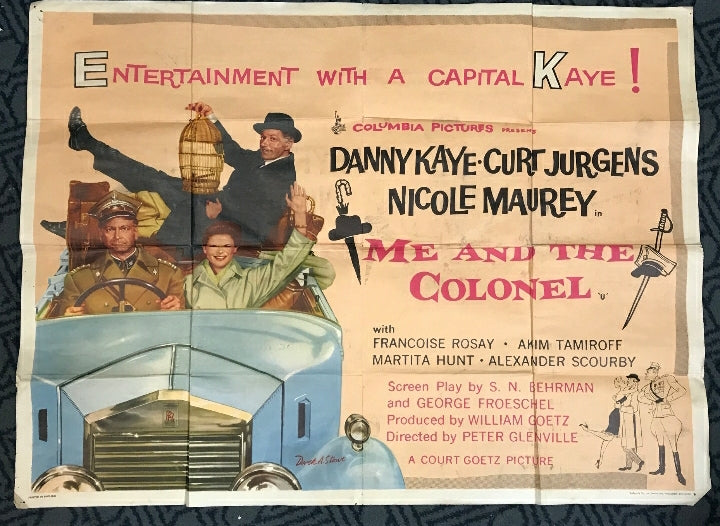 ENTERTAINMENT WITH A CAPITAL KAYE!
COLUMBIA PICTURES PRESENTS
DANNY KAYE · CURT JURGENS
NICOLE MAUREY
in
ME AND THE
COLONEL 'U'
with
FRANCOISE ROSAY · AKIM TAMIROFF
MARTITA HUNT · ALEXANDER SCOURBY
Screen Play by S. N. BEHRMAN
and GEORGE FROESCHEL
Produced by WILLIAM GOETZ
Directed by PETER GLENVILLE
A COURT GOETZ PICTURE